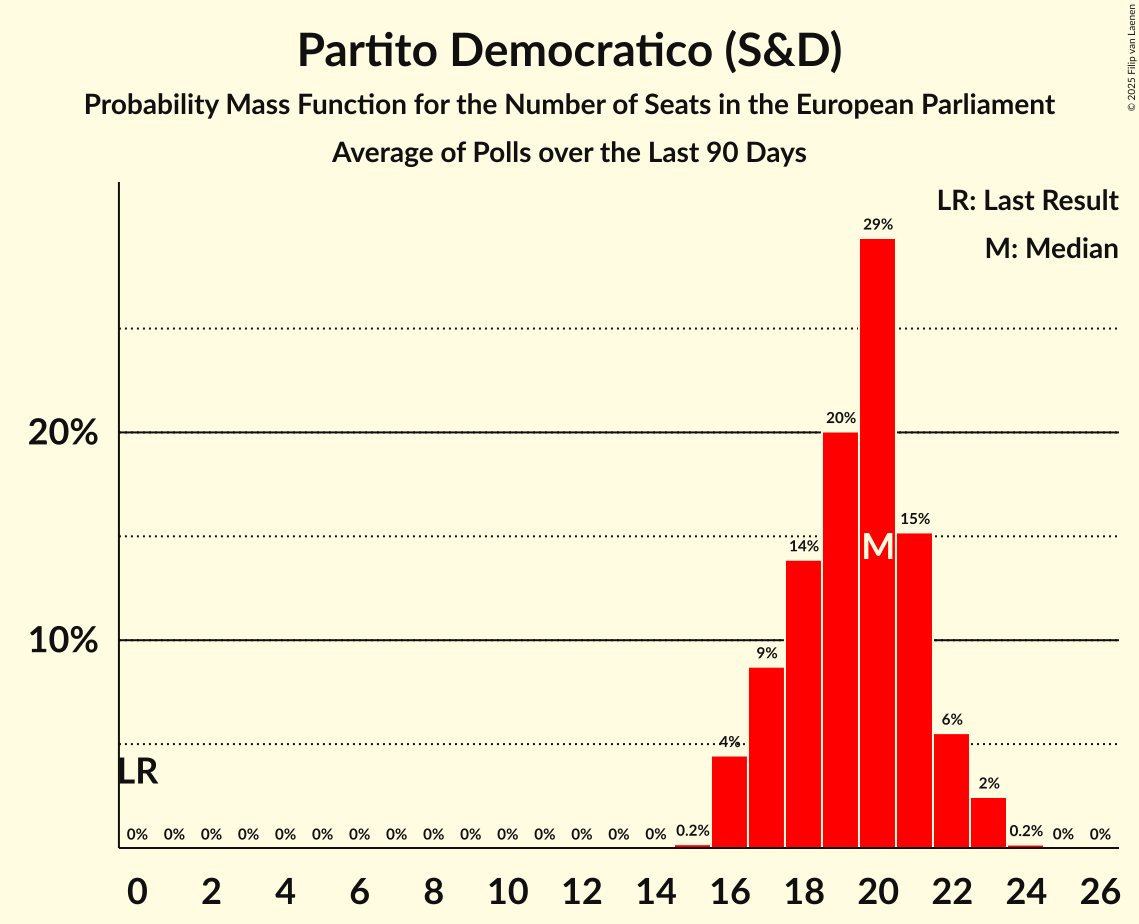 Partito Democratico (S&D)
Probability Mass Function for the Number of Seats in the European Parliament
Average of Polls over the Last 90 Days
© 2025 Filip van Laenen
LR: Last Result
M: Median
29%
20%
20%
15%
14%
M
10%
9%
6%
4%
LR
2%
0% 0% 0% 0% 0% 0% 0% 0% 0% 0% 0% 0% 0% 0% 0% 0.2% 0.2% 0% 0%
0 2 4 6 8 10 12 14 16 18 20 22 24 26